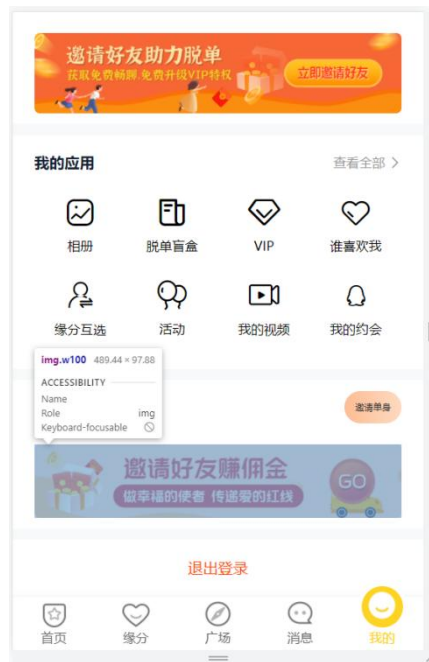 邀请好友助力脱单
获取免费畅聊 免费升级VIP特权
立即邀请好友
我的应用
查看全部
相册
脱单盲盒
VIP
谁喜欢我
缘分互选
活动
我的视频
我的约会
img.w100 489.44 × 97.88
ACCESSIBILITY
Name
Role img
Keyboard-focusable
邀请单身
邀请好友赚佣金
做幸福的使者 传递爱的红线
GO
退出登录
首页
缘分
广场
消息
我的